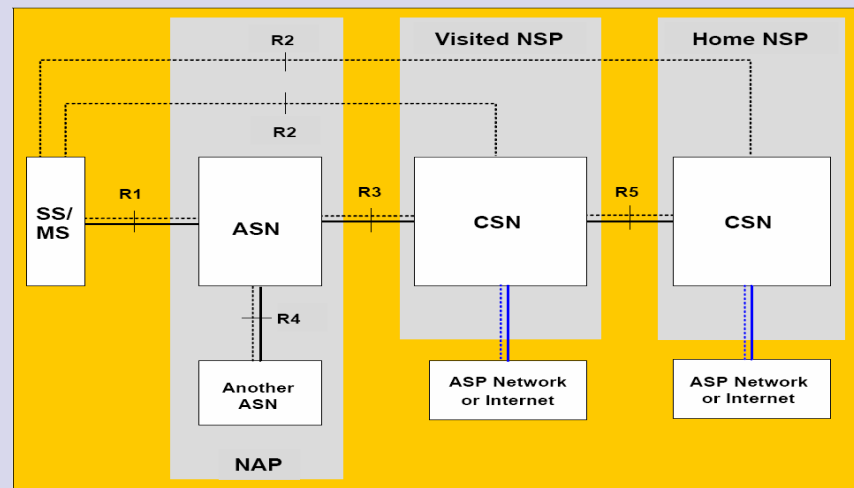 R2
Visited NSP
Home NSP
R2
SS/
MS
R1
ASN
R3
CSN
R5
CSN
R4
Another
ASN
ASP Network
or Internet
ASP Network
or Internet
NAP